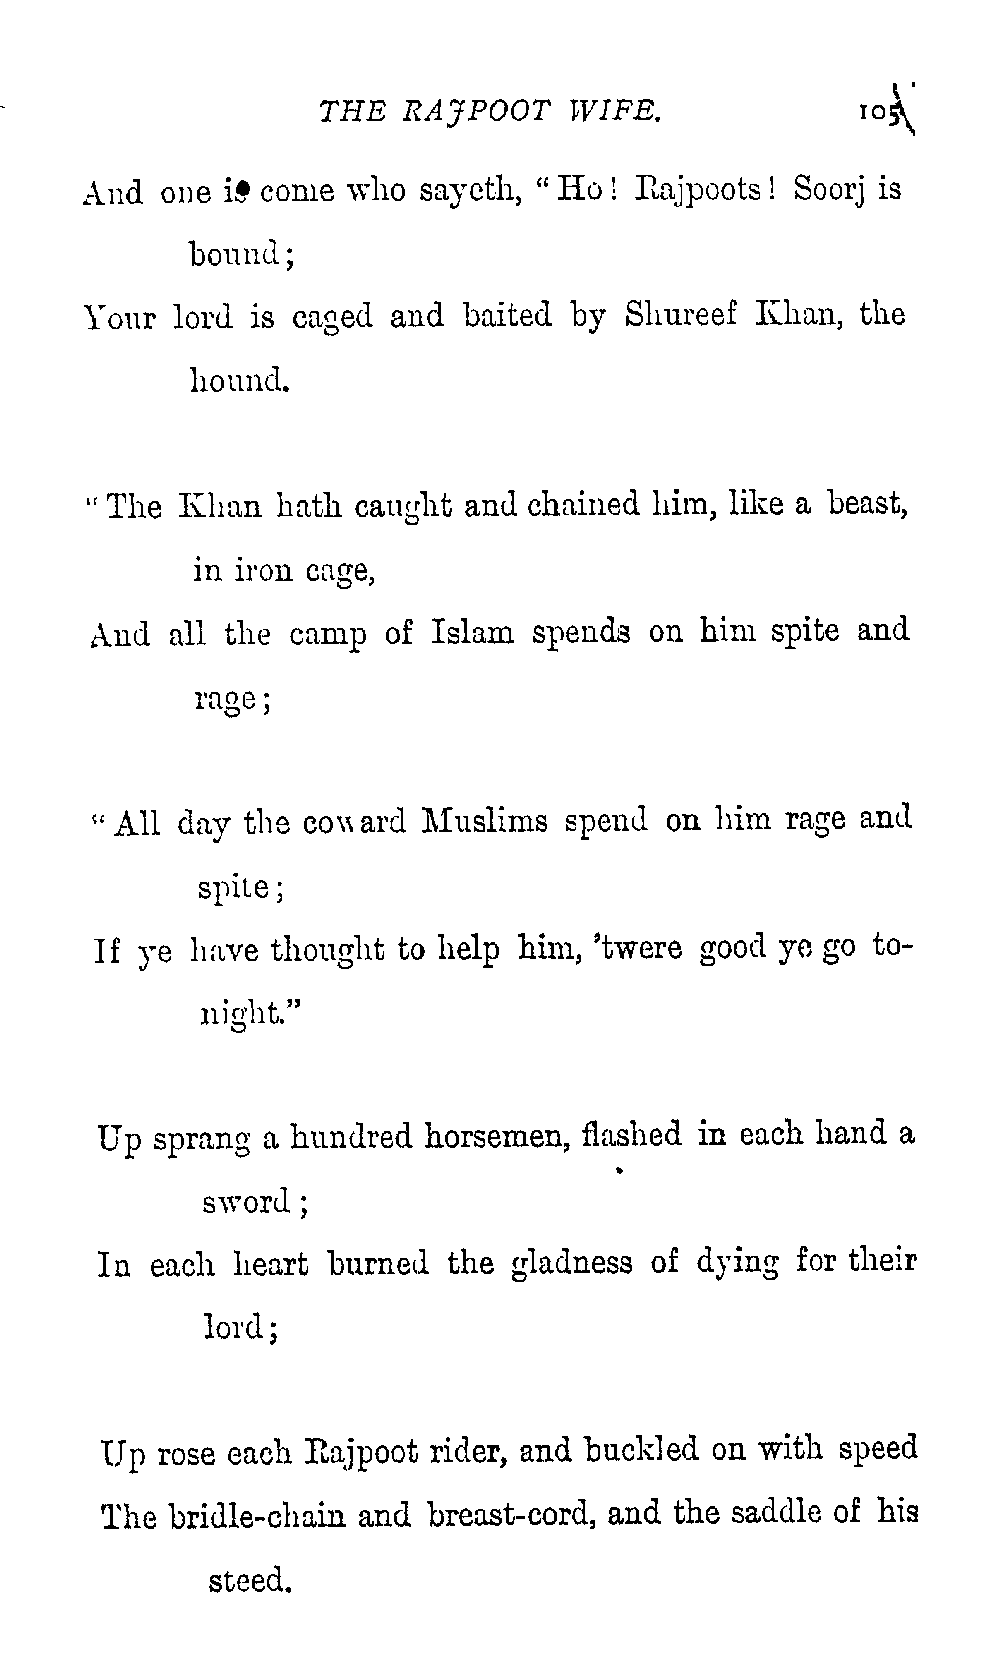 THE RAJPOOT WIFE. 105
And one is come who sayeth, “Ho! Rajpoots! Soorj is
bound;
Your lord is caged and baited by Shureef Khan, the
hound.
“The Khan hath caught and chained him, like a beast,
in iron cage,
And all the camp of Islam spends on him spite and
rage;
“All day the coward Muslims spend on him rage and
spite;
If ye have thought to help him, ’twere good ye go to-
night.”
Up sprang a hundred horsemen, flashed in each hand a
sword;
In each heart burned the gladness of dying for their
lord;
Up rose each Rajpoot rider, and buckled on with speed
The bridle-chain and breast-cord, and the saddle of his
steed.